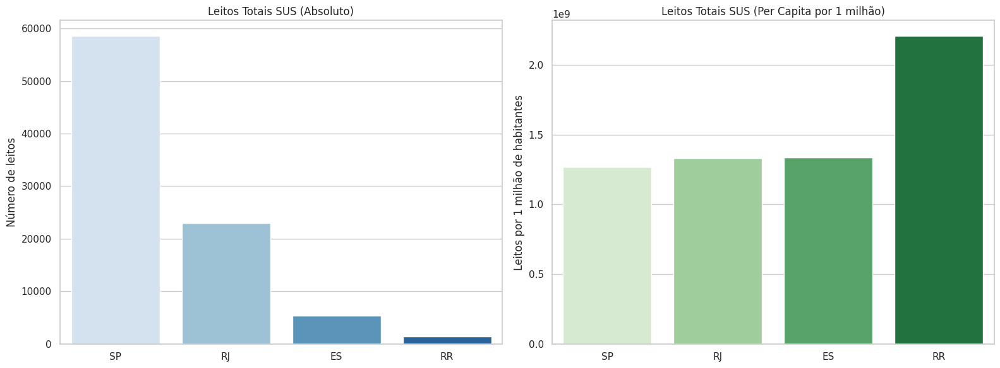 Leitos Totais SUS (Absoluto)
60000
50000
40000
30000
20000
10000
0
Número de leitos
SP
RJ
ES
RR
Leitos Totais SUS (Per Capita por 1 milhão)
1e9
2.0
1.5
1.0
0.5
0.0
Leitos por 1 milhão de habitantes
SP
RJ
ES
RR